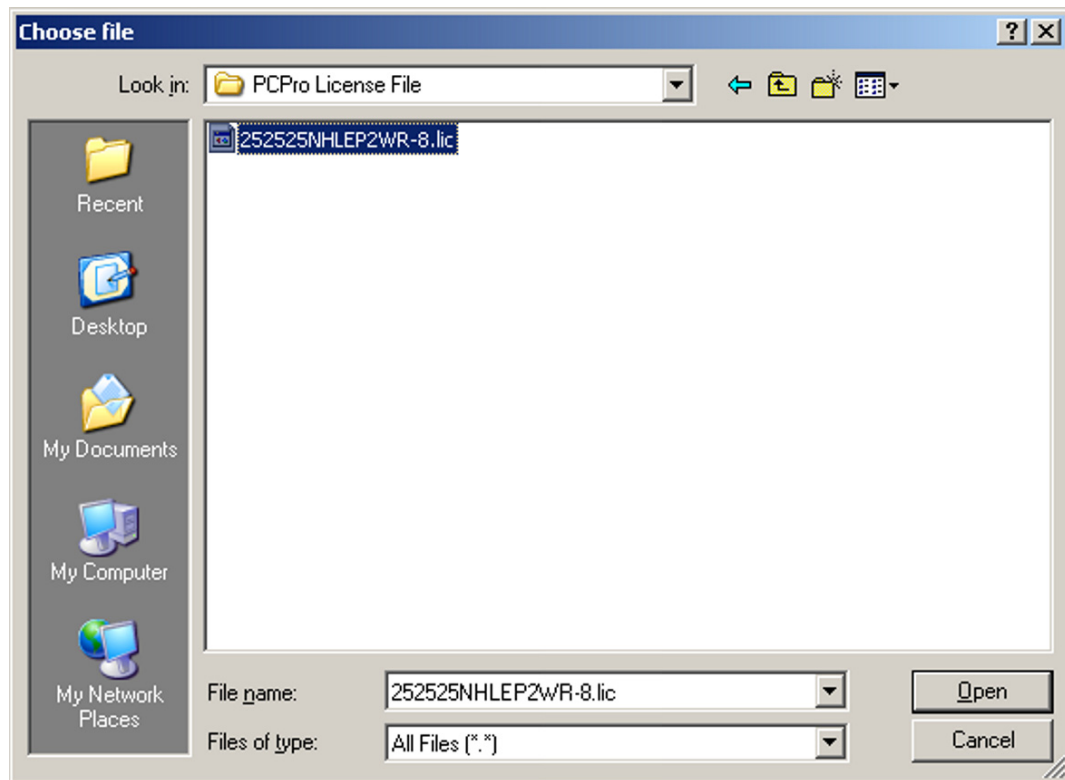 Choose file
Look in:
PCPro License File
252525NHLEP2WR-8.lic
Recent
Desktop
My Documents
My Computer
My Network
Places
File name:
252525NHLEP2WR-8.lic
Open
Files of type:
All Files (*.*)
Cancel